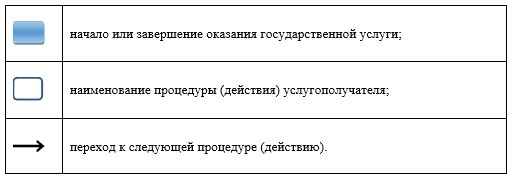 начало или завершение оказания государственной услуги;
наименование процедуры (действия) услугополучателя;
переход к следующей процедуре (действию).